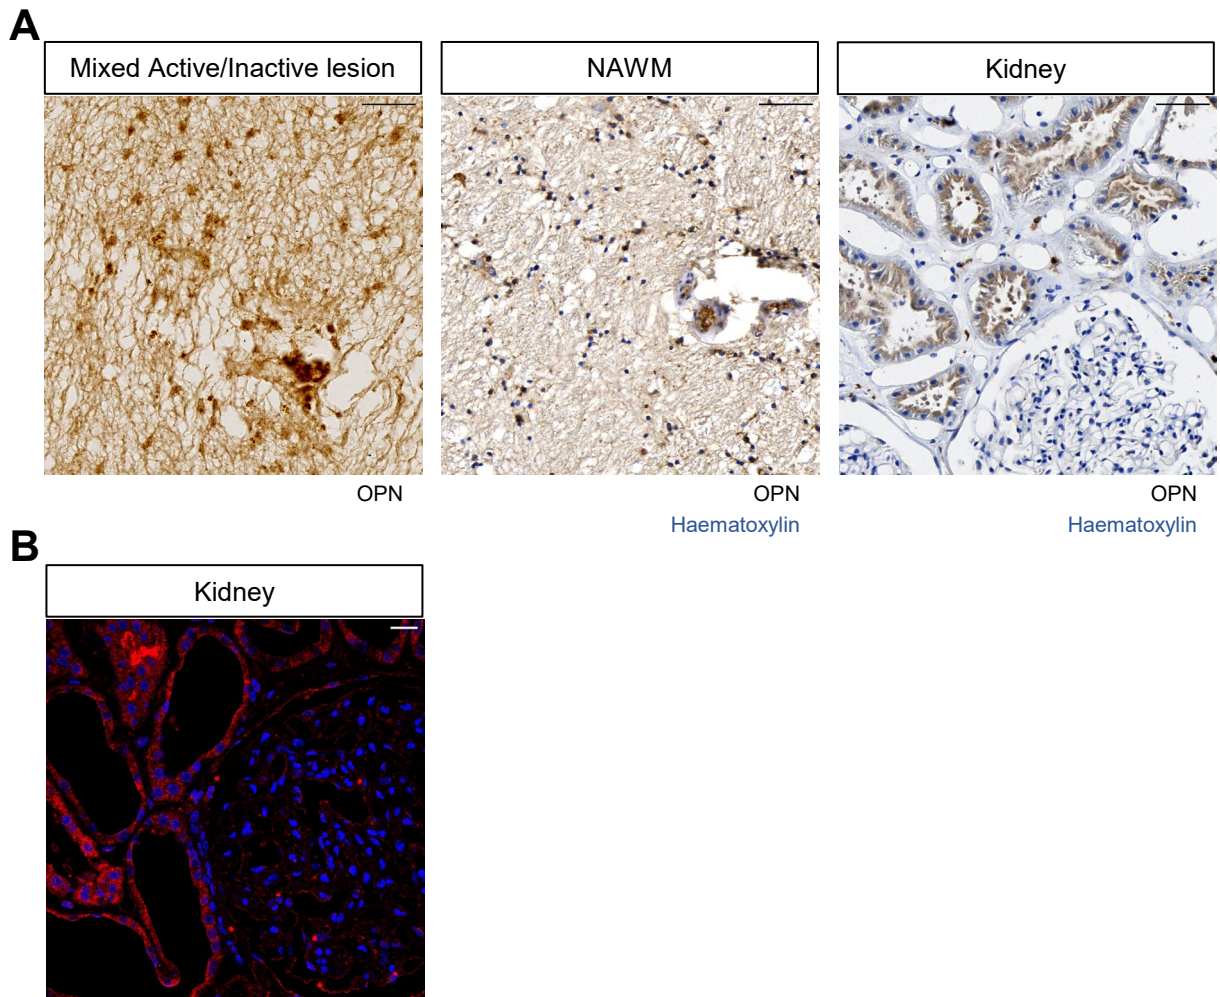 A
Mixed Active/Inactive lesion
NAWM
Kidney
OPN
OPN
Haematoxylin
OPN
Haematoxylin
B
Kidney